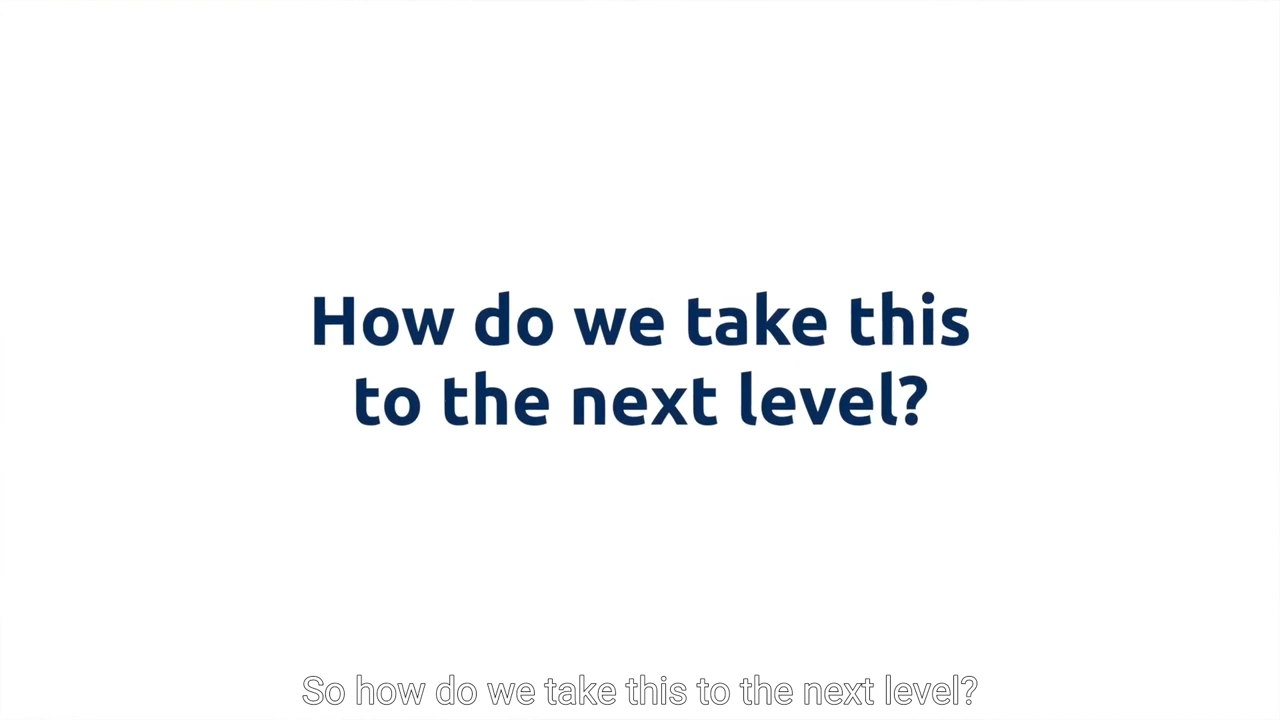 How do we take this
to the next level?
So how do we take this to the next level?